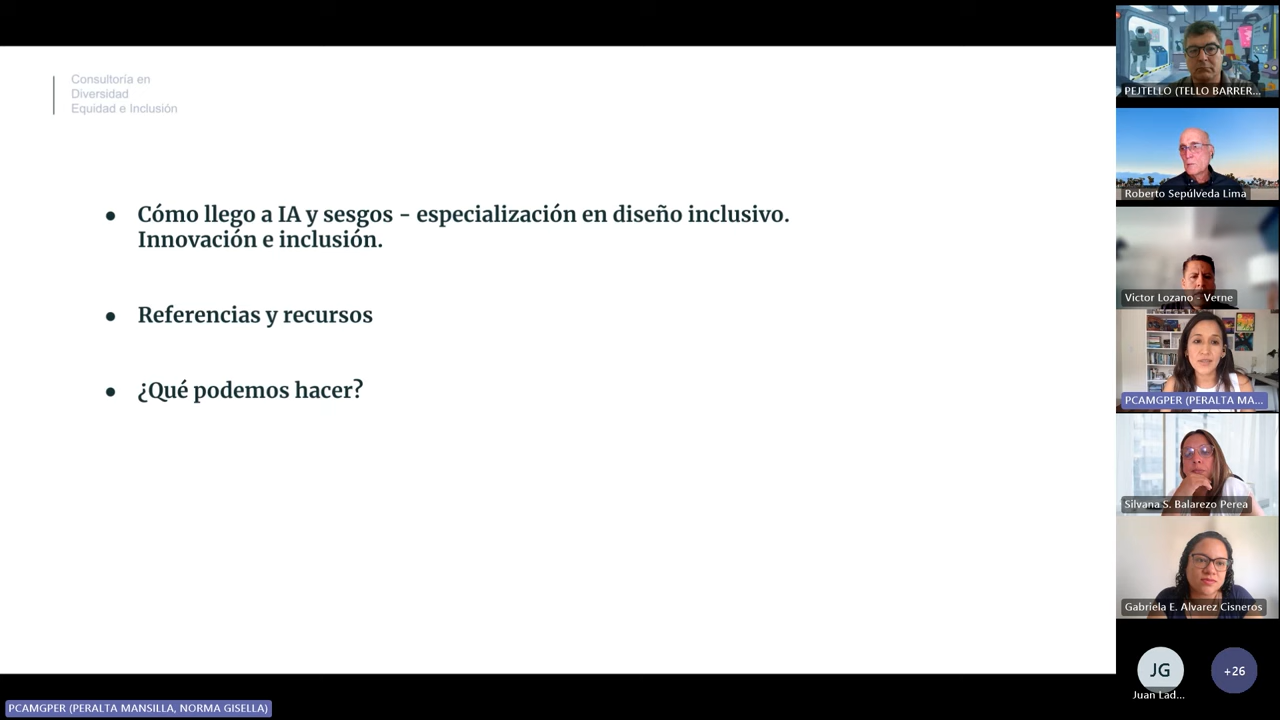 Consultoría en
Diversidad
Equidad e Inclusión
● Cómo llego a IA y sesgos - especialización en diseño inclusivo.
Innovación e inclusión.
● Referencias y recursos
● ¿Qué podemos hacer?
PEJTELLO (TELLO BARRER...
Roberto Sepúlveda Lima
Victor Lozano - Verne
PCAMGPER (PERALTA MA...
Silvana S. Balarezo Perea
Gabriela E. Alvarez Cisneros
JG
Juan Lad...
+26
PCAMGPER (PERALTA MANSILLA, NORMA GISELLA)